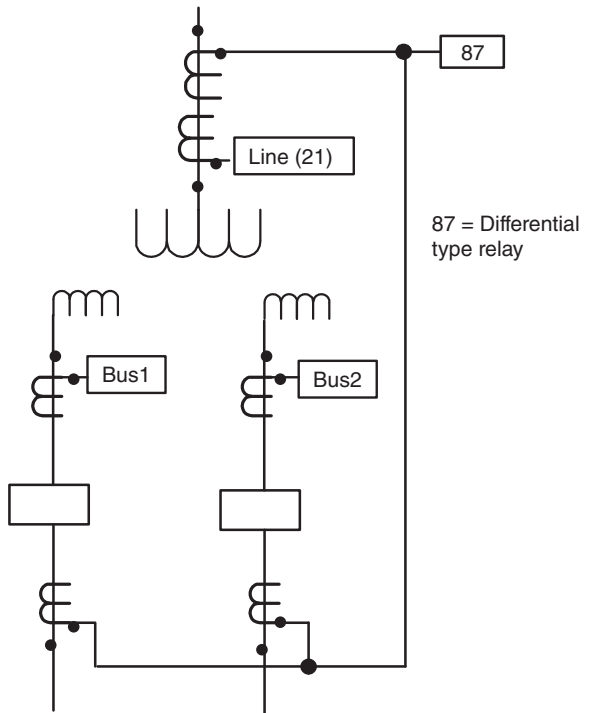 87
Line (21)
87 = Differential
type relay
Bus1
Bus2